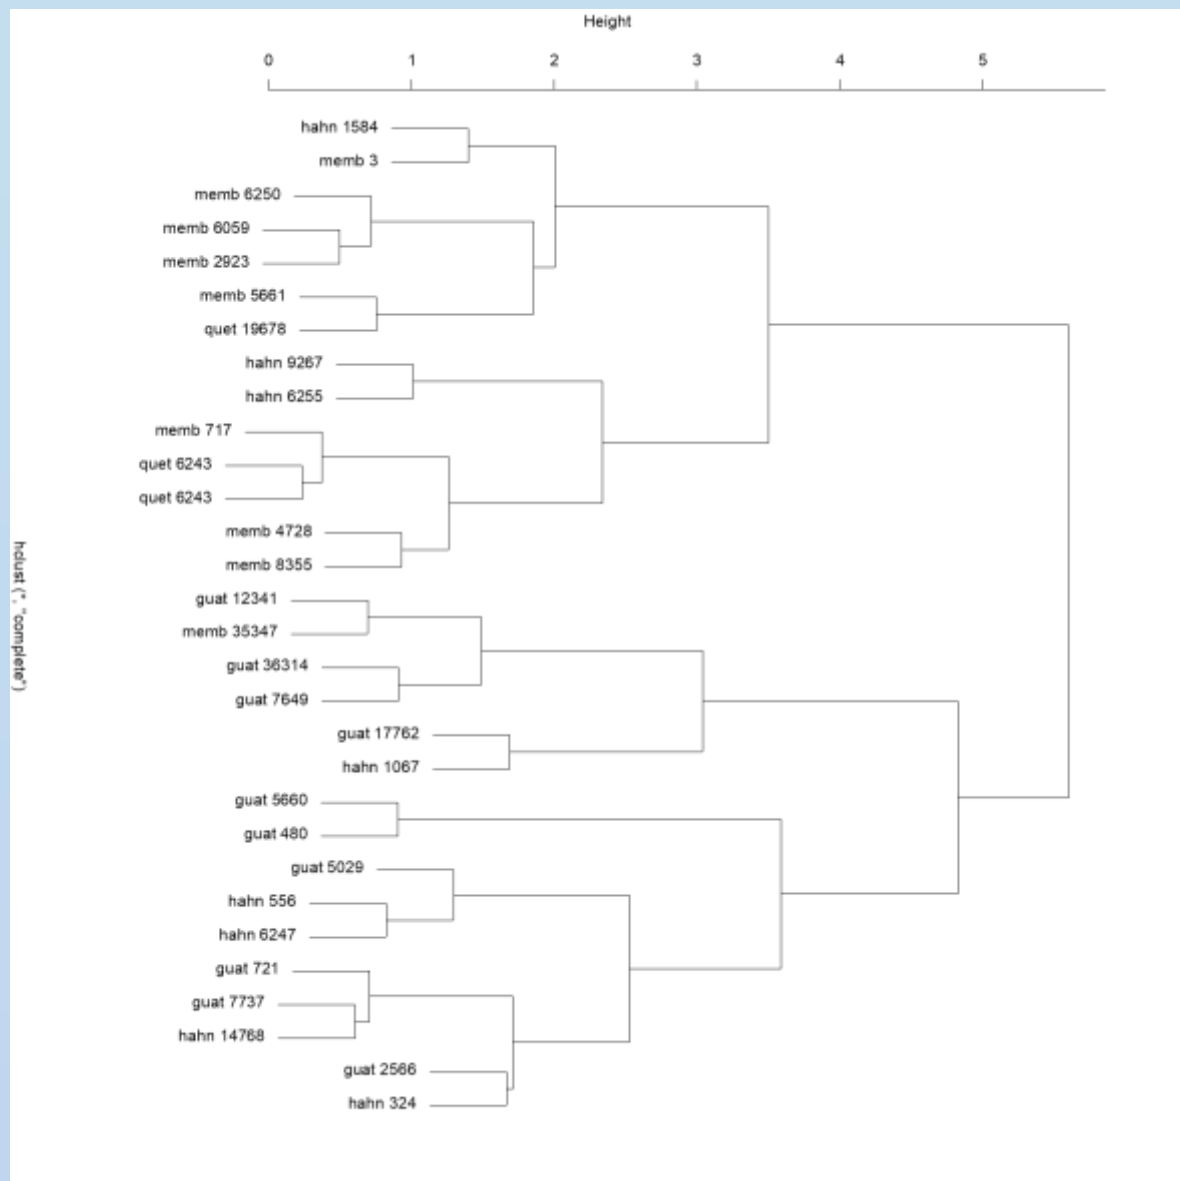 Height
0 1 2 3 4 5
hahn 1584
memb 3
memb 6250
memb 6059
memb 2923
memb 5661
quet 19678
hahn 9267
hahn 6255
memb 717
quet 6243
quet 6243
memb 4728
memb 8355
guat 12341
memb 35347
guat 36314
guat 7649
guat 17762
hahn 1067
guat 5660
guat 480
guat 5029
hahn 556
hahn 6247
guat 721
guat 7737
hahn 14768
guat 2566
hahn 324
hclust (*, "complete")